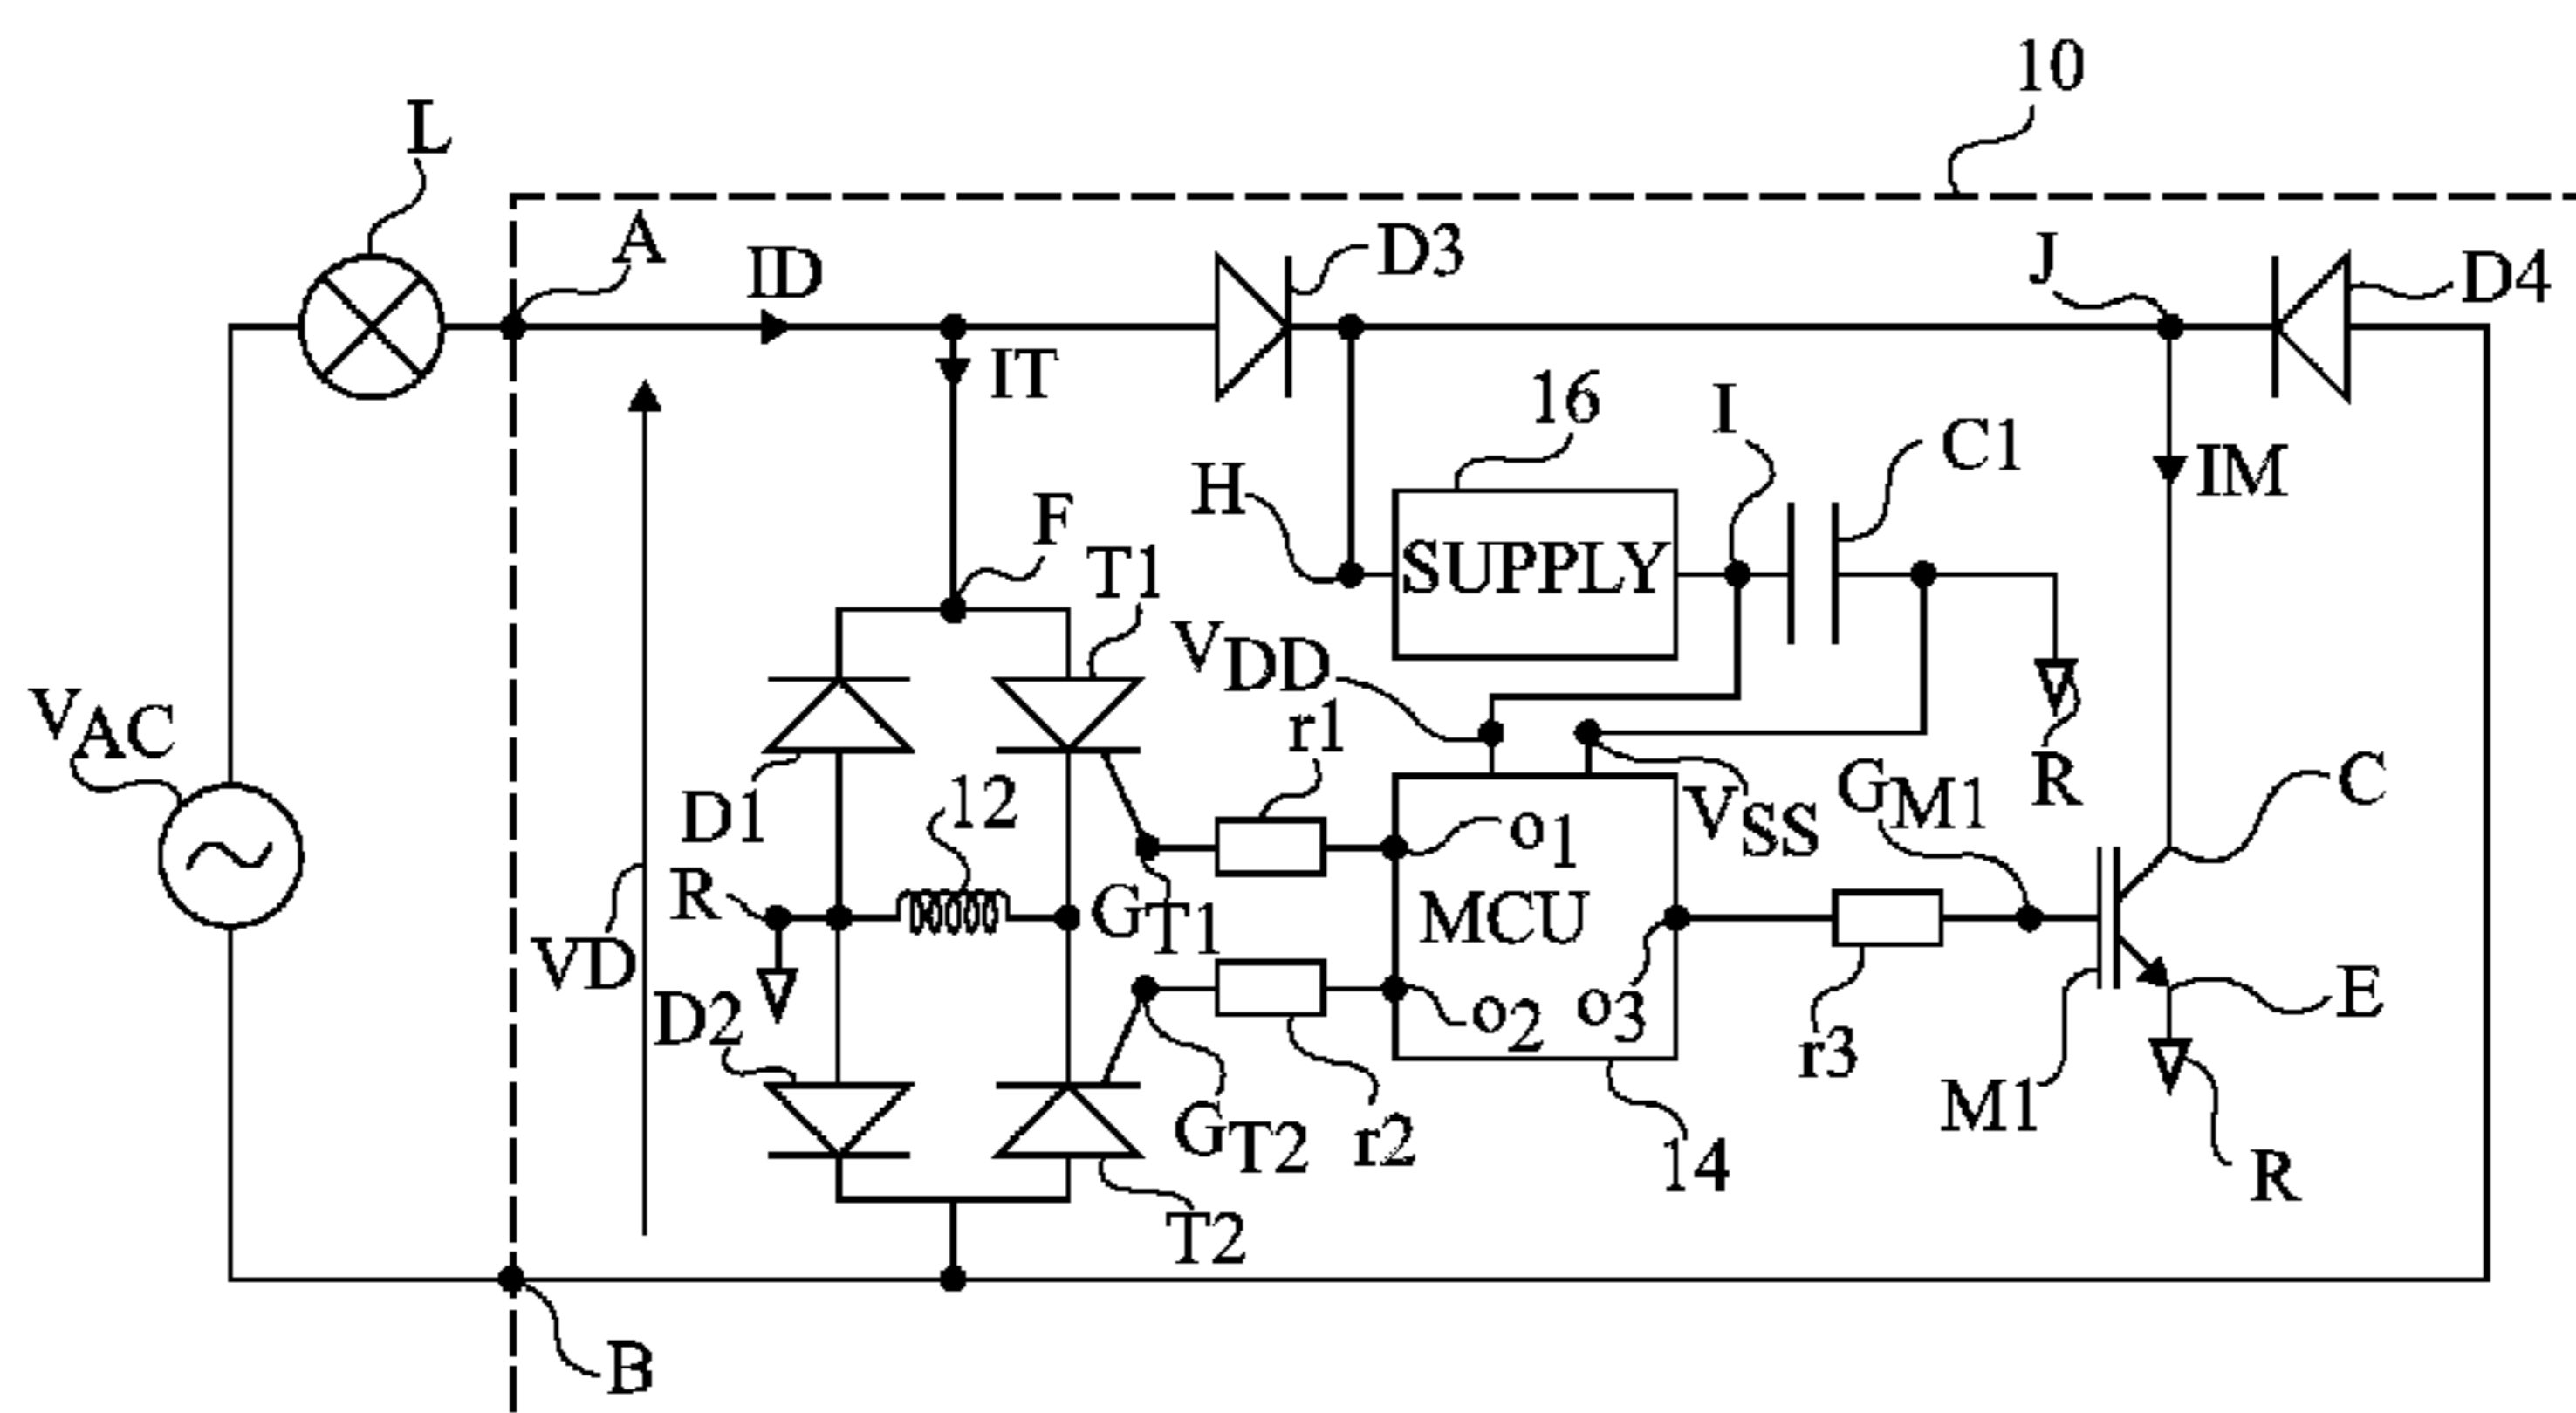 10
L
A
ID
D3
J
D4
IT
16
I
C1
H
IM
F
T1
SUPPLY
VDD
r1
VAC
R
D1
12
VSS
GM1
C
o1
R
GT1
MCU
VD
D2
o2
o3
E
r3
M1
GT2
r2
14
R
T2
B